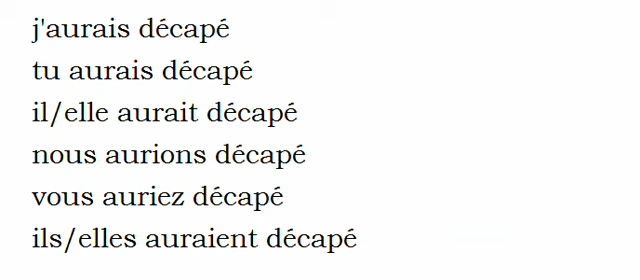 j'aurais décapé
tu aurais décapé
il/elle aurait décapé
nous aurions décapé
vous auriez décapé
ils/elles auraient décapé